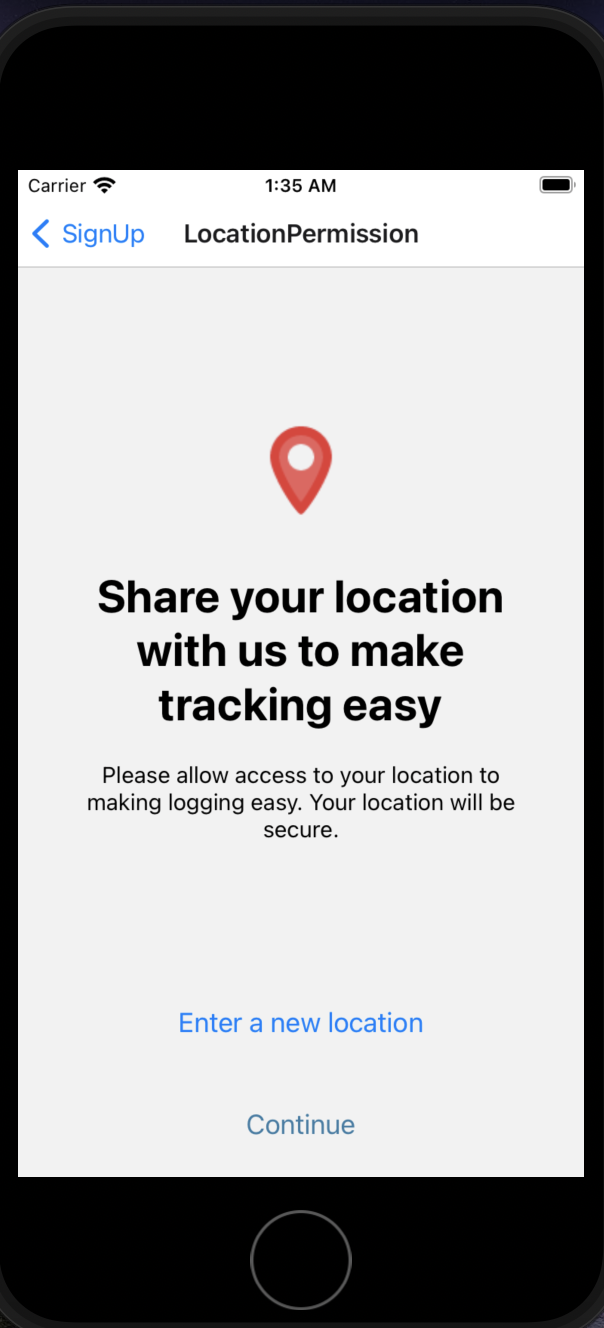 Carrier 1:35 AM
SignUp LocationPermission
Share your location
with us to make
tracking easy
Please allow access to your location to
making logging easy. Your location will be
secure.
Enter a new location
Continue